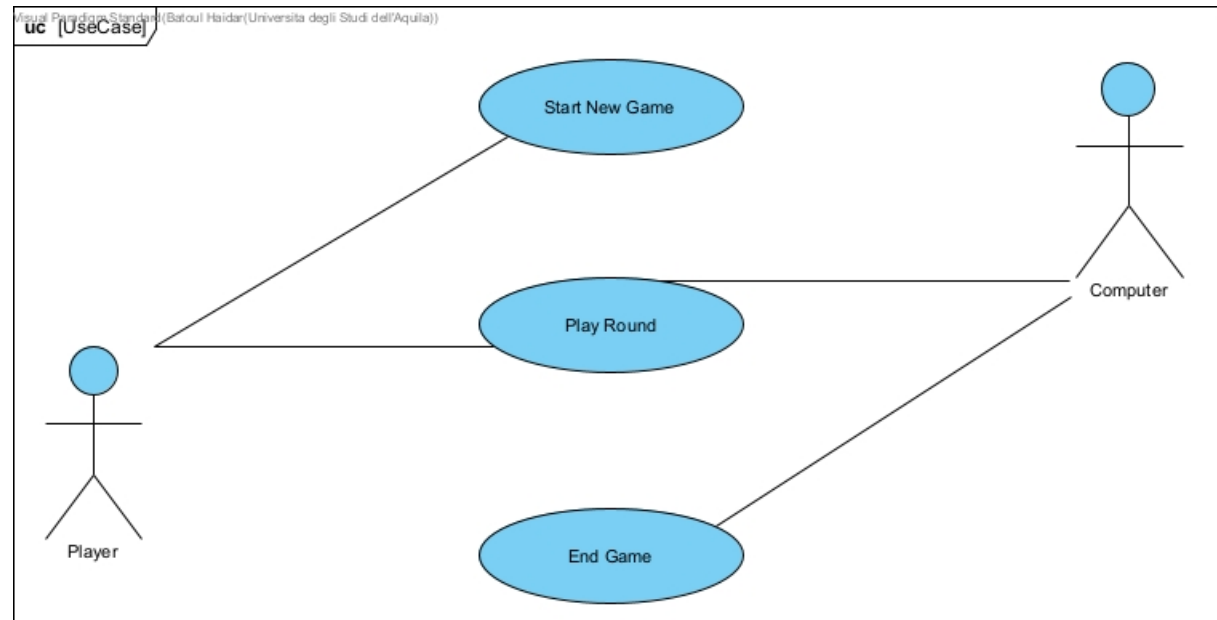 Visual Paradigm Standard(Batoul Haidar(Universita degli Studi dell'Aquila))
uc [UseCase]
Start New Game
Computer
Play Round
Player
End Game